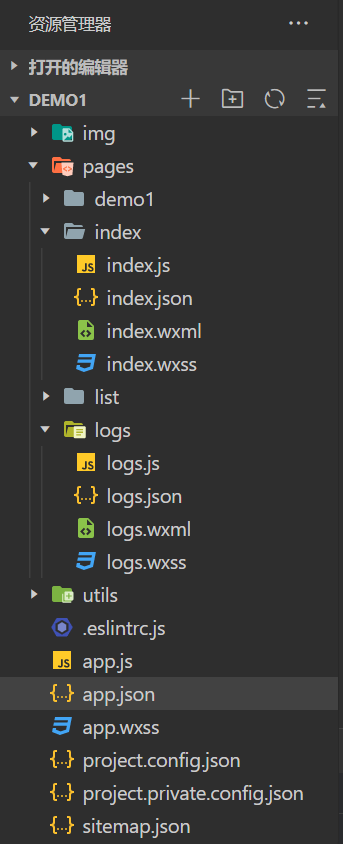 资源管理器
打开的编辑器
DEMO1
img
pages
demo1
index
JS index.js
{..} index.json
index.wxml
index.wxss
list
logs
JS logs.js
{..} logs.json
logs.wxml
logs.wxss
utils
.eslintrc.js
JS app.js
{..} app.json
app.wxss
{..} project.config.json
{..} project.private.config.json
{..} sitemap.json